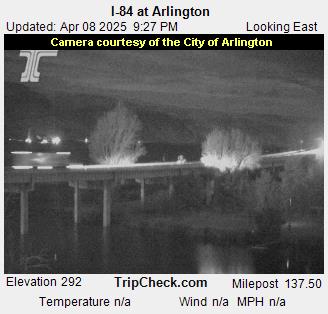 I-84 at Arlington
Updated: Apr 08 2025 9:27 PM Looking East
Camera courtesy of the City of Arlington
Elevation 292 TripCheck.com Milepost 137.50
Temperature n/a Wind n/a MPH n/a